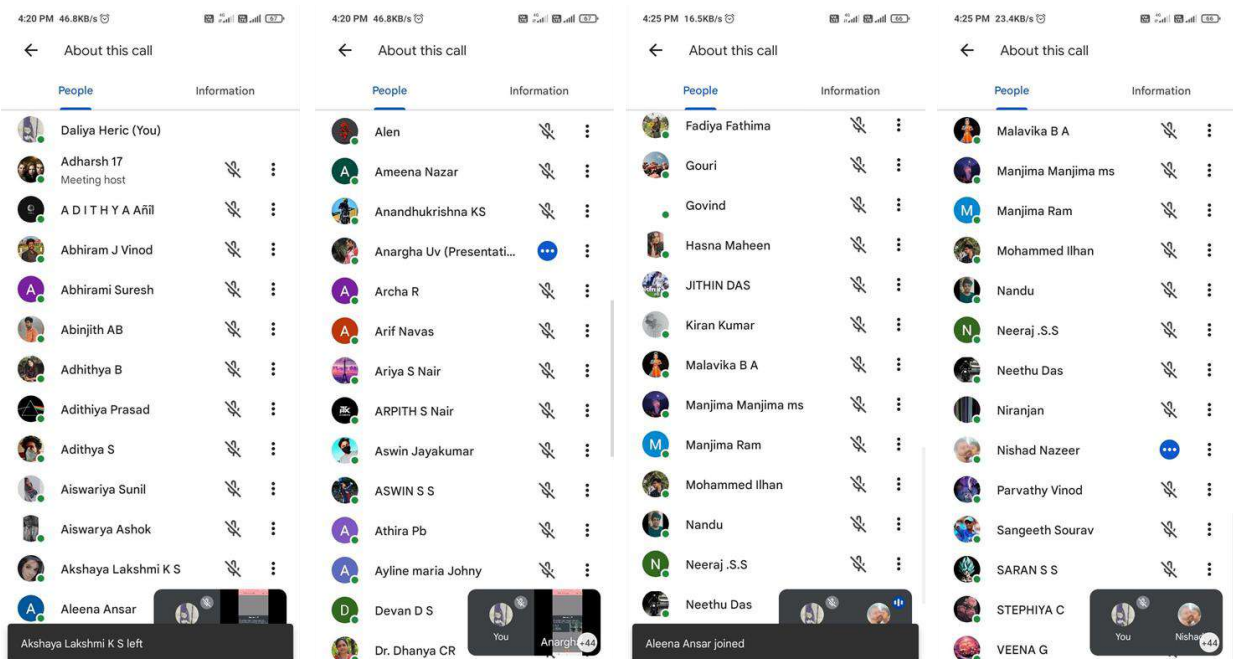 4:20 PM 46.8KB/s 67
About this call
People Information
Daliya Heric (You)
Adharsh 17
Meeting host
A D I T H Y A Añïl
Abhiram J Vinod
A Abhirami Suresh
Abinjith AB
Adhithya B
Adithiya Prasad
Adithya S
Aiswariya Sunil
Aiswarya Ashok
Akshaya Lakshmi K S
A Aleena Ansar
Akshaya Lakshmi K S left
4:20 PM 46.8KB/s 67
About this call
People Information
Alen
A Ameena Nazar
Anandhukrishna KS
Anargha Uv (Presentati...
A Archa R
A Arif Navas
Ariya S Nair
ARPITH S Nair
Aswin Jayakumar
ASWIN S S
A Athira Pb
A Ayline maria Johny
D Devan D S
Dr. Dhanya CR
You Anargh +44
4:25 PM 16.5KB/s 66
About this call
People Information
Fadiya Fathima
Gouri
Govind
Hasna Maheen
JITHIN DAS
Kiran Kumar
Malavika B A
Manjima Manjima ms
M Manjima Ram
Mohammed Ilhan
Nandu
N Neeraj .S.S
Neethu Das
Aleena Ansar joined
4:25 PM 23.4KB/s 66
About this call
People Information
Malavika B A
Manjima Manjima ms
M Manjima Ram
Mohammed Ilhan
Nandu
N Neeraj .S.S
Neethu Das
Niranjan
Nishad Nazeer
Parvathy Vinod
Sangeeth Sourav
SARAN S S
STEPHIYA C
VEENA G
You Nishad +44